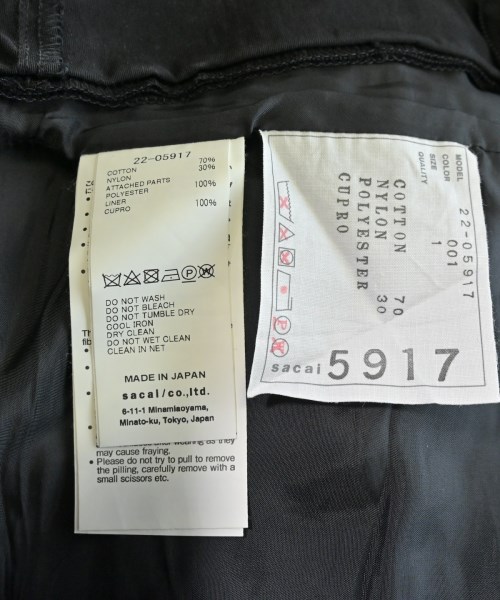 22-05917
COTTON 70%
NYLON 30%
ATTACHED PARTS
POLYESTER 100%
LINER
CUPRO 100%
DO NOT WASH
DO NOT BLEACH
DO NOT TUMBLE DRY
COOL IRON
DRY CLEAN
DO NOT WET CLEAN
CLEAN IN NET
MADE IN JAPAN
sacai/co.,ltd.
6-11-1 Minamiaoyama,
Minato-ku, Tokyo, Japan
as they
may cause fraying.
• Please do not try to pull to remove
the pilling, carefully remove with a
small scissors etc.
MODEL 22-05917
COLOR 001
SIZE 1
QUALITY
COTTON 70
NYLON 30
POLYESTER
CUPRO
sacai 5917